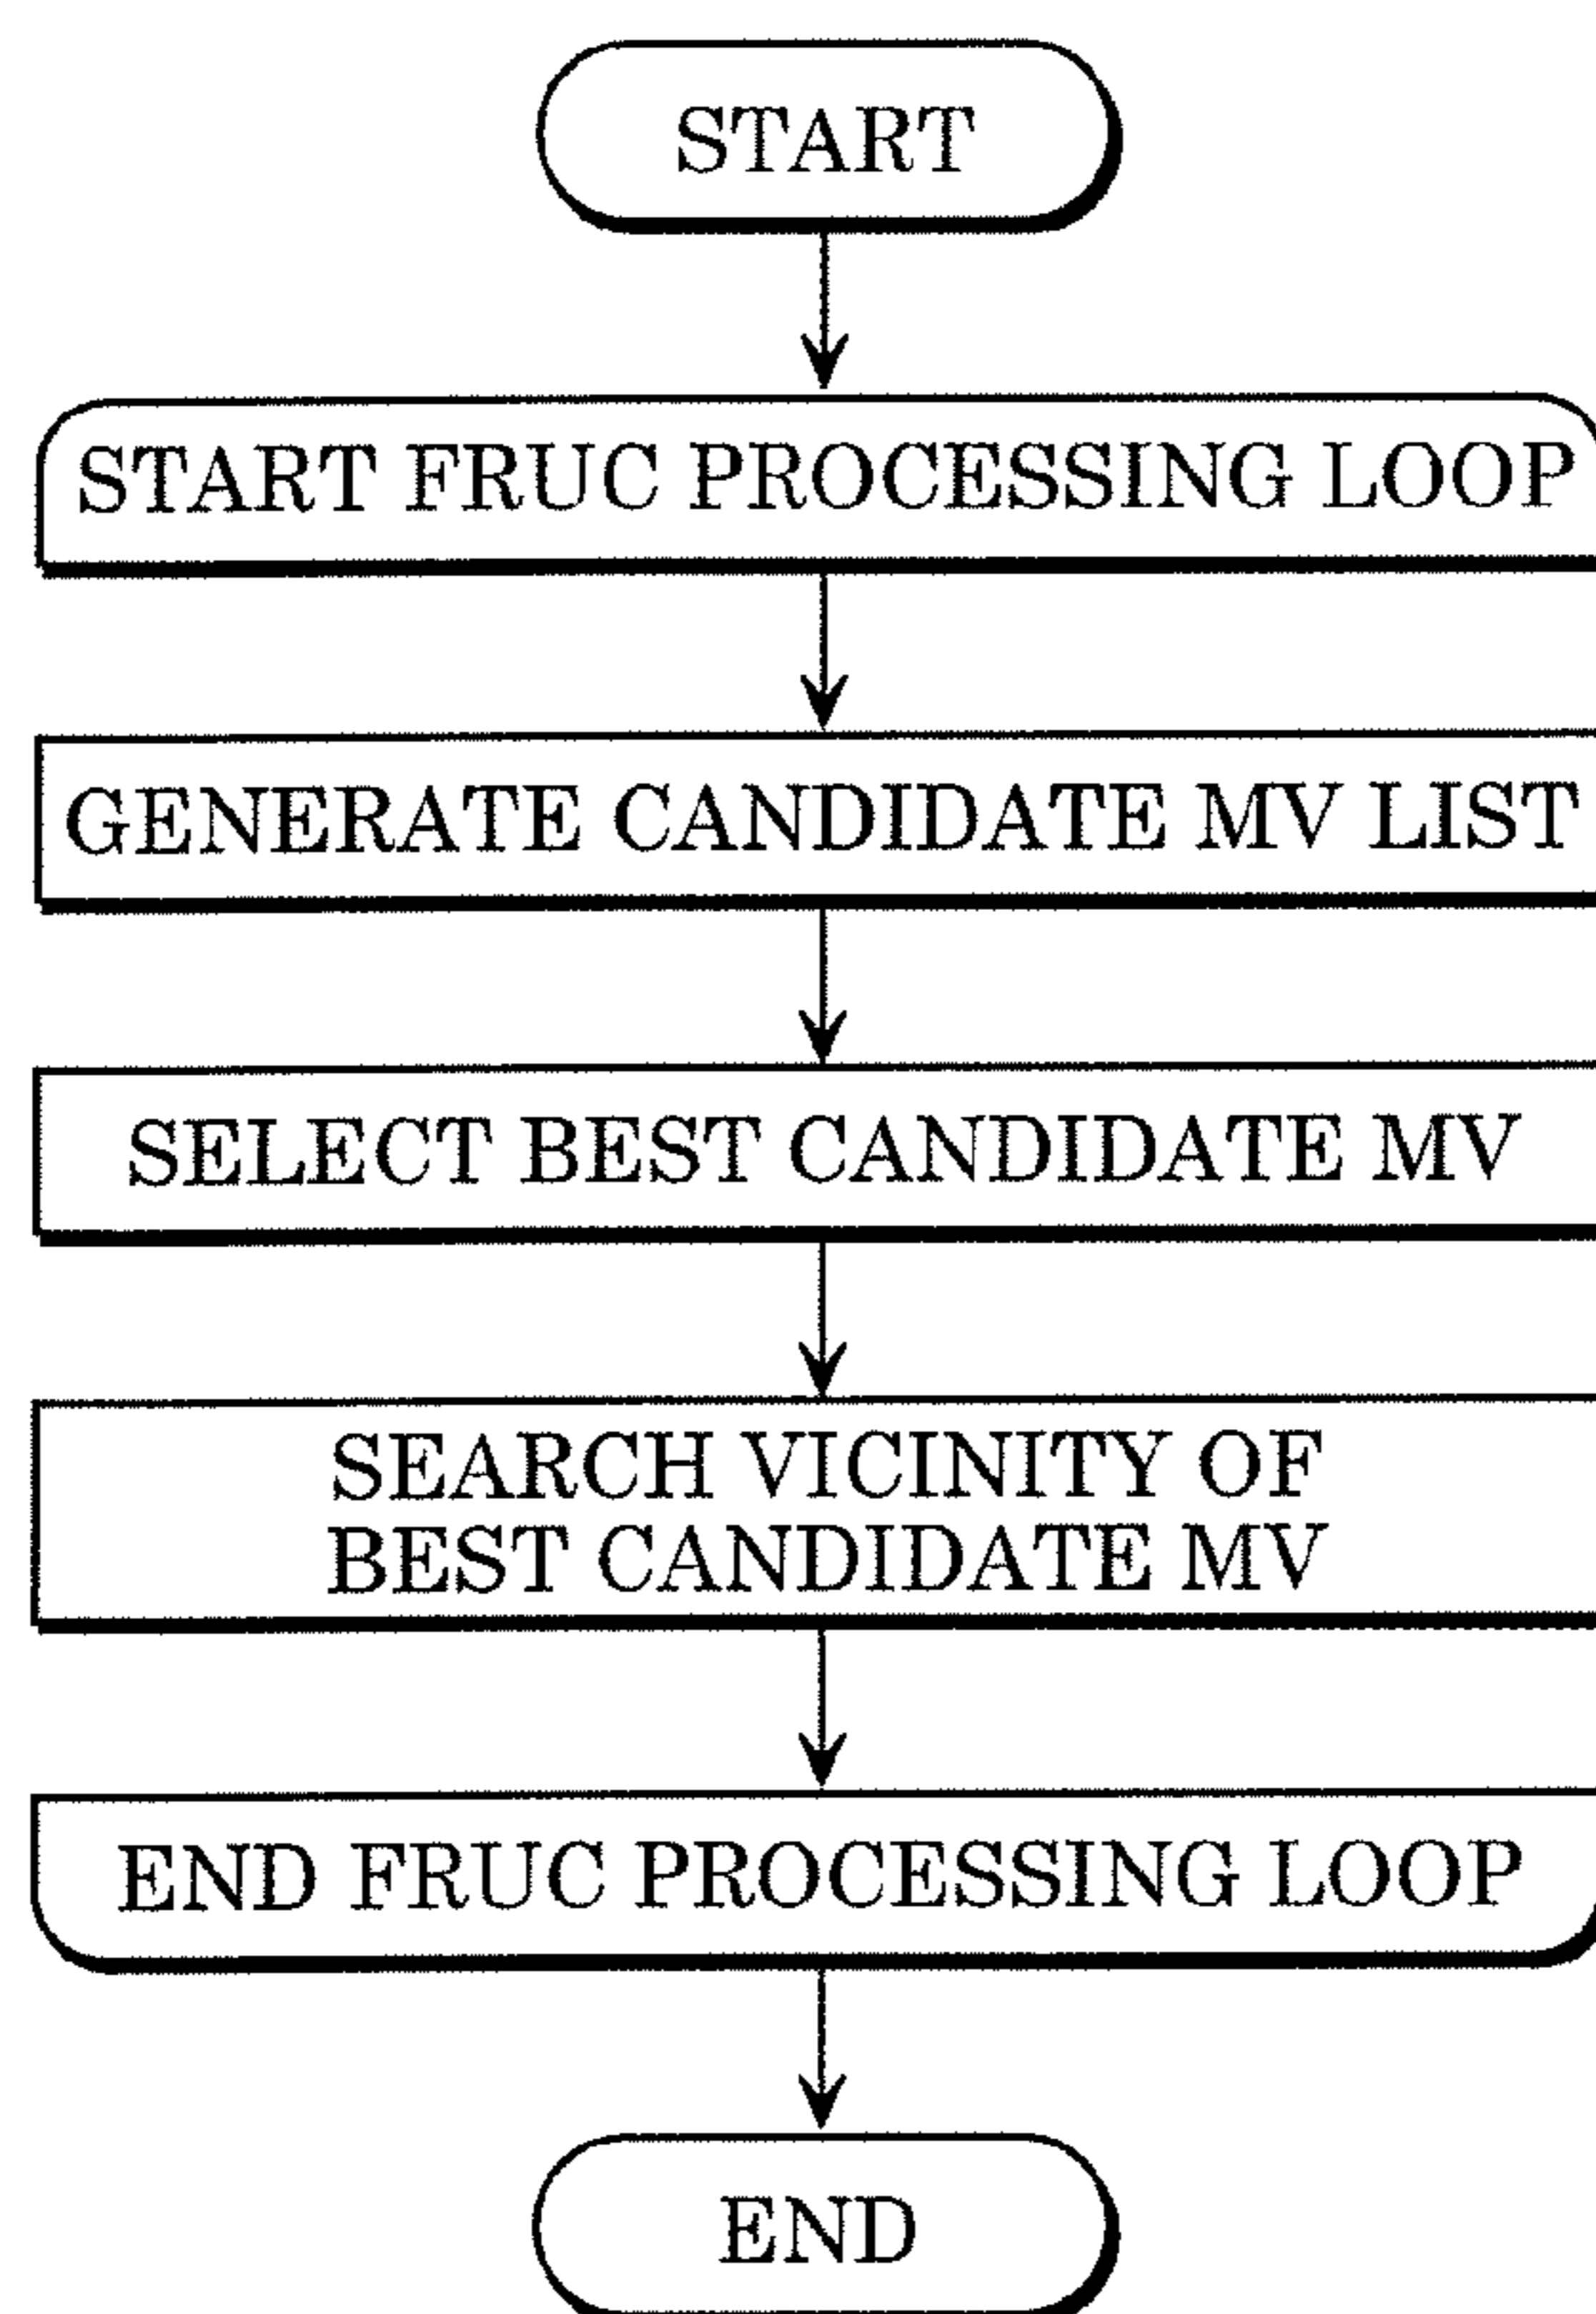 START
START FRUC PROCESSING LOOP
GENERATE CANDIDATE MV LIST
SELECT BEST CANDIDATE MV
SEARCH VICINITY OF
BEST CANDIDATE MV
END FRUC PROCESSING LOOP
END